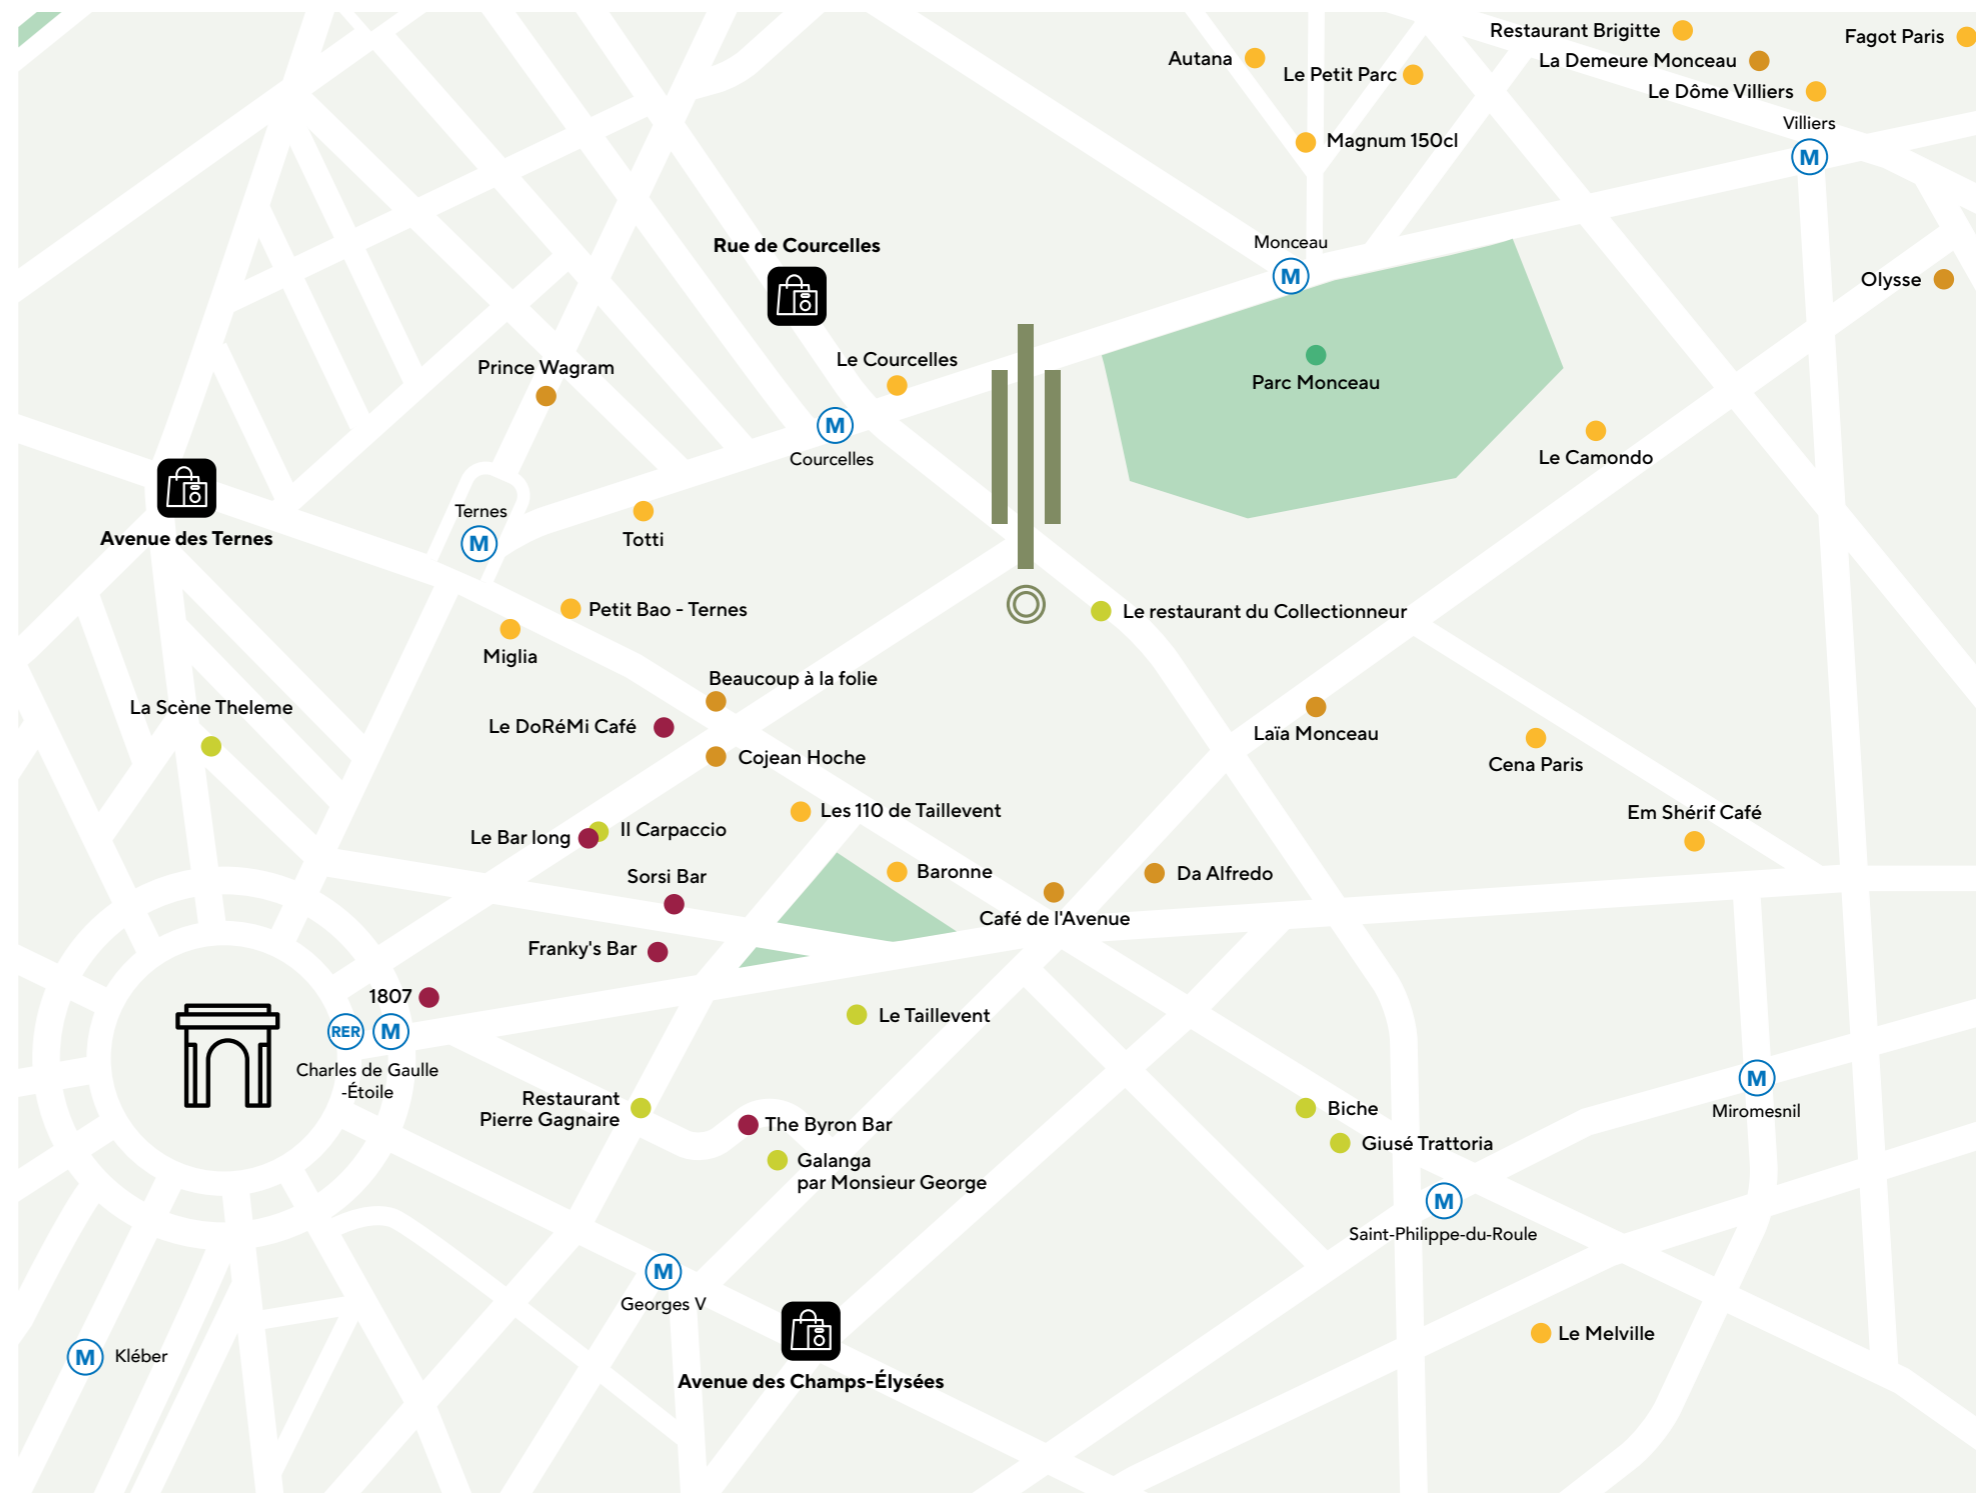 Restaurant Brigitte
Fagot Paris
Autana
La Demeure Monceau
Le Petit Parc
Le Dôme Villiers
Villiers
M
Magnum 150cl
Rue de Courcelles
Monceau
M
Olysse
Prince Wagram
Le Courcelles
Parc Monceau
M
Courcelles
Le Camondo
Avenue des Ternes
Ternes
M
Totti
Petit Bao - Ternes
Le restaurant du Collectionneur
Miglia
Beaucoup à la folie
La Scène Theleme
Le DoRéMi Café
Laïa Monceau
Cojean Hoche
Cena Paris
Les 110 de Taillevent
Em Shérif Café
Il Carpaccio
Le Bar long
Sorsi Bar
Baronne
Da Alfredo
Café de l'Avenue
Franky's Bar
1807
RER M
Charles de Gaulle
-Étoile
Le Taillevent
M
Miromesnil
Restaurant
Pierre Gagnaire
The Byron Bar
Biche
Giusé Trattoria
Galanga
par Monsieur George
M
Saint-Philippe-du-Roule
M
Georges V
Le Melville
M Kléber
Avenue des Champs-Élysées